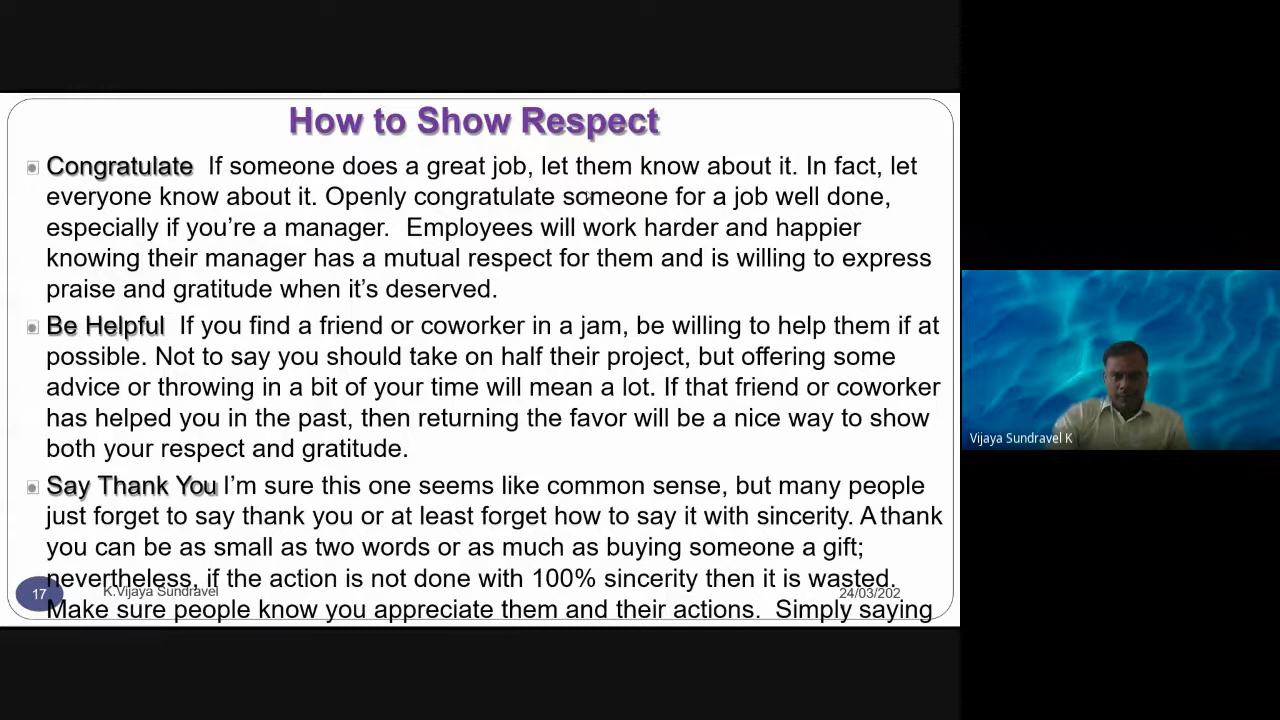 How to Show Respect
Congratulate If someone does a great job, let them know about it. In fact, let
everyone know about it. Openly congratulate someone for a job well done,
especially if you’re a manager. Employees will work harder and happier
knowing their manager has a mutual respect for them and is willing to express
praise and gratitude when it’s deserved.
Be Helpful If you find a friend or coworker in a jam, be willing to help them if at
possible. Not to say you should take on half their project, but offering some
advice or throwing in a bit of your time will mean a lot. If that friend or coworker
has helped you in the past, then returning the favor will be a nice way to show
both your respect and gratitude.
Say Thank You I’m sure this one seems like common sense, but many people
just forget to say thank you or at least forget how to say it with sincerity. A thank
you can be as small as two words or as much as buying someone a gift;
nevertheless, if the action is not done with 100% sincerity then it is wasted.
Make sure people know you appreciate them and their actions. Simply saying
17
K.Vijaya Sundravel
24/03/202
Vijaya Sundravel K